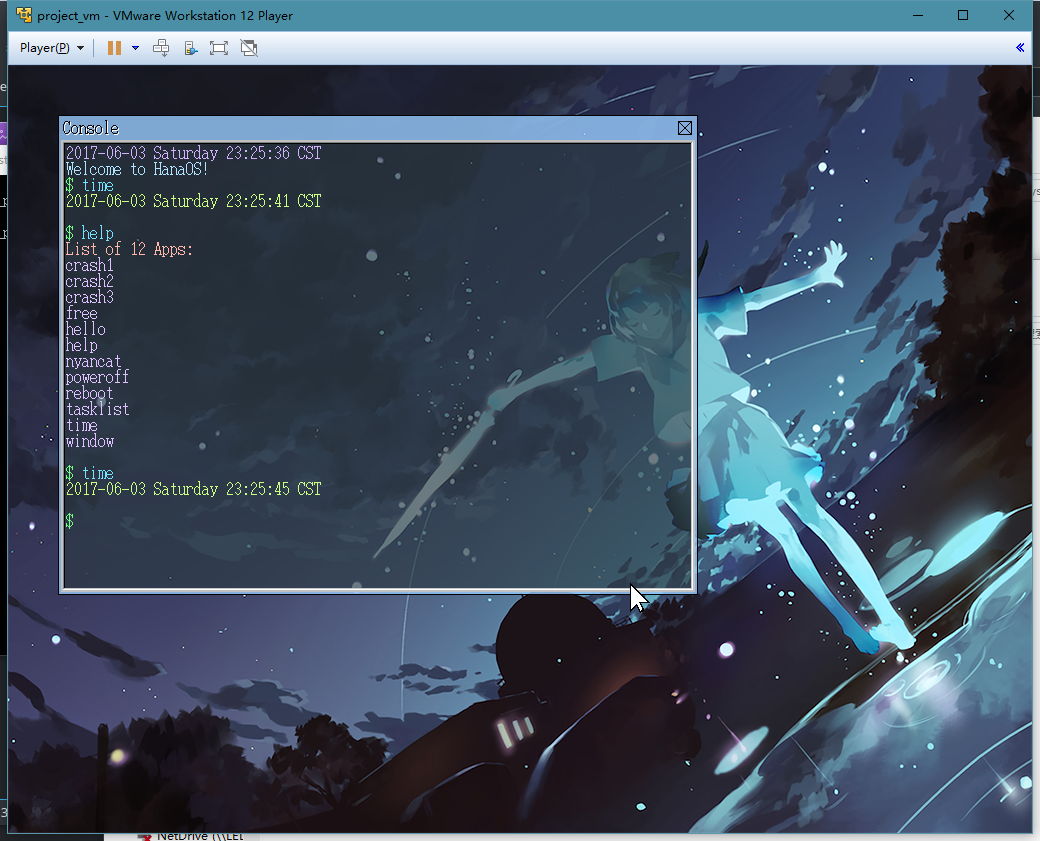 project_vm - VMware Workstation 12 Player
Player(P)
Console
2017-06-03 Saturday 23:25:36 CST
Welcome to HanaOS!
$ time
2017-06-03 Saturday 23:25:41 CST
$ help
List of 12 Apps:
crash1
crash2
crash3
free
hello
help
nyancat
poweroff
reboot
tasklist
time
window
$ time
2017-06-03 Saturday 23:25:45 CST
$